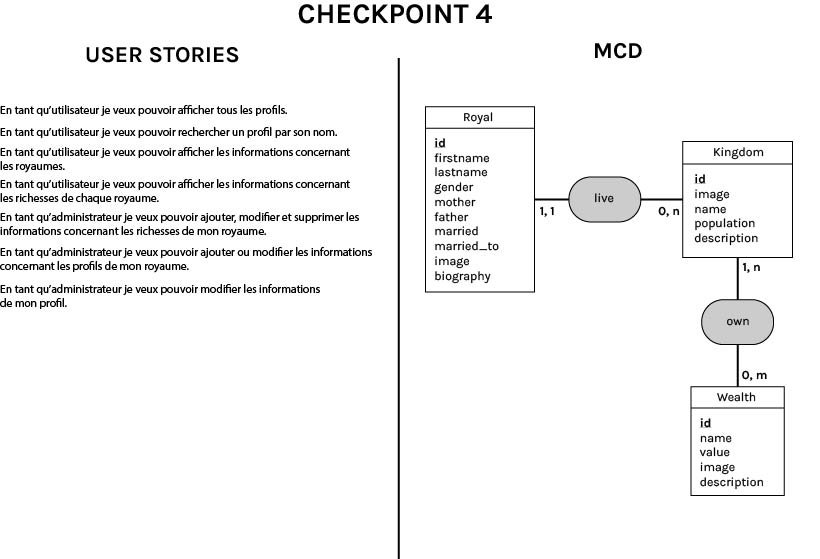 CHECKPOINT 4
USER STORIES
En tant qu'utilisateur je veux pouvoir afficher tous les profils.
En tant qu'utilisateur je veux pouvoir rechercher un profil par son nom.
En tant qu'utilisateur je veux pouvoir afficher les informations concernant
les royaumes.
En tant qu'utilisateur je veux pouvoir afficher les informations concernant
les richesses de chaque royaume.
En tant qu'administrateur je veux pouvoir ajouter, modifier et supprimer les
informations concernant les richesses de mon royaume.
En tant qu'administrateur je veux pouvoir ajouter ou modifier les informations
concernant les profils de mon royaume.
En tant qu'administrateur je veux pouvoir modifier les informations
de mon profil.
MCD
Royal
id
firstname
lastname
gender
mother
father
married
married_to
image
biography
1, 1
live
0, n
Kingdom
id
image
name
population
description
1, n
own
0, m
Wealth
id
name
value
image
description